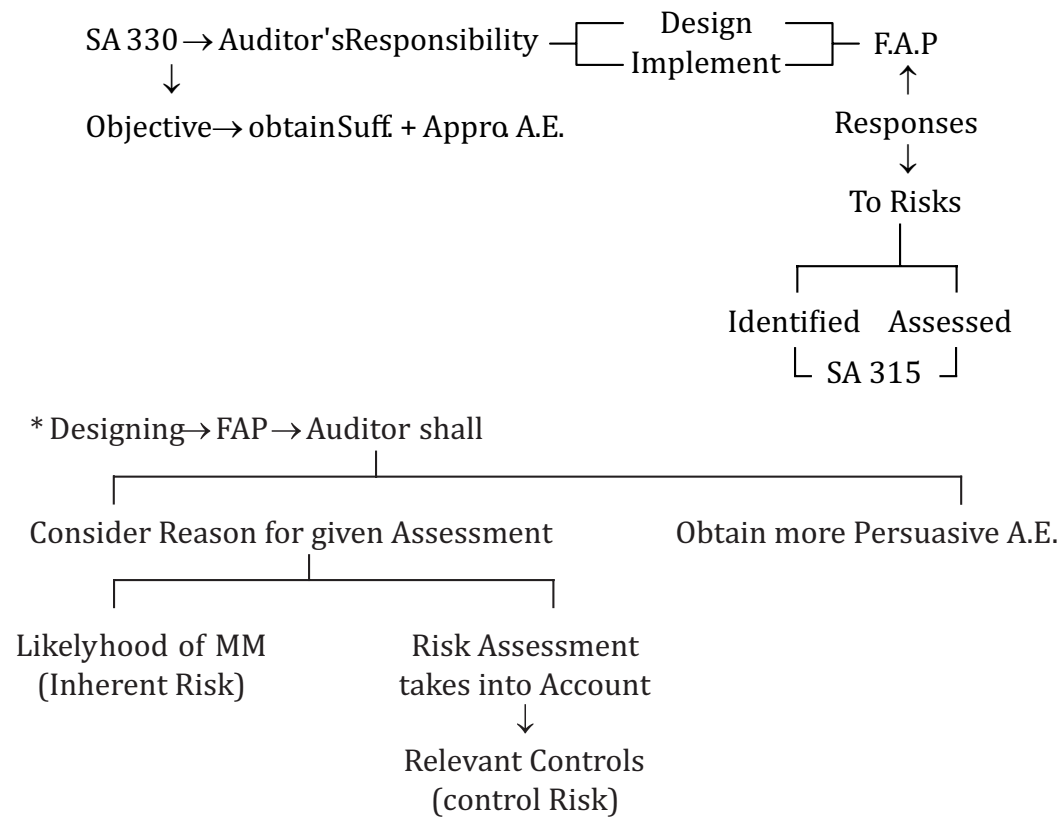 SA 330 → Auditor'sResponsibility Design F.A.P
Implement
↓ ↑
Objective → obtainSuff. + Appro. A.E. Responses
↓
To Risks
Identified Assessed
SA 315
* Designing → FAP → Auditor shall
Consider Reason for given Assessment Obtain more Persuasive A.E.
Likelyhood of MM Risk Assessment
(Inherent Risk) takes into Account
↓
Relevant Controls
(control Risk)